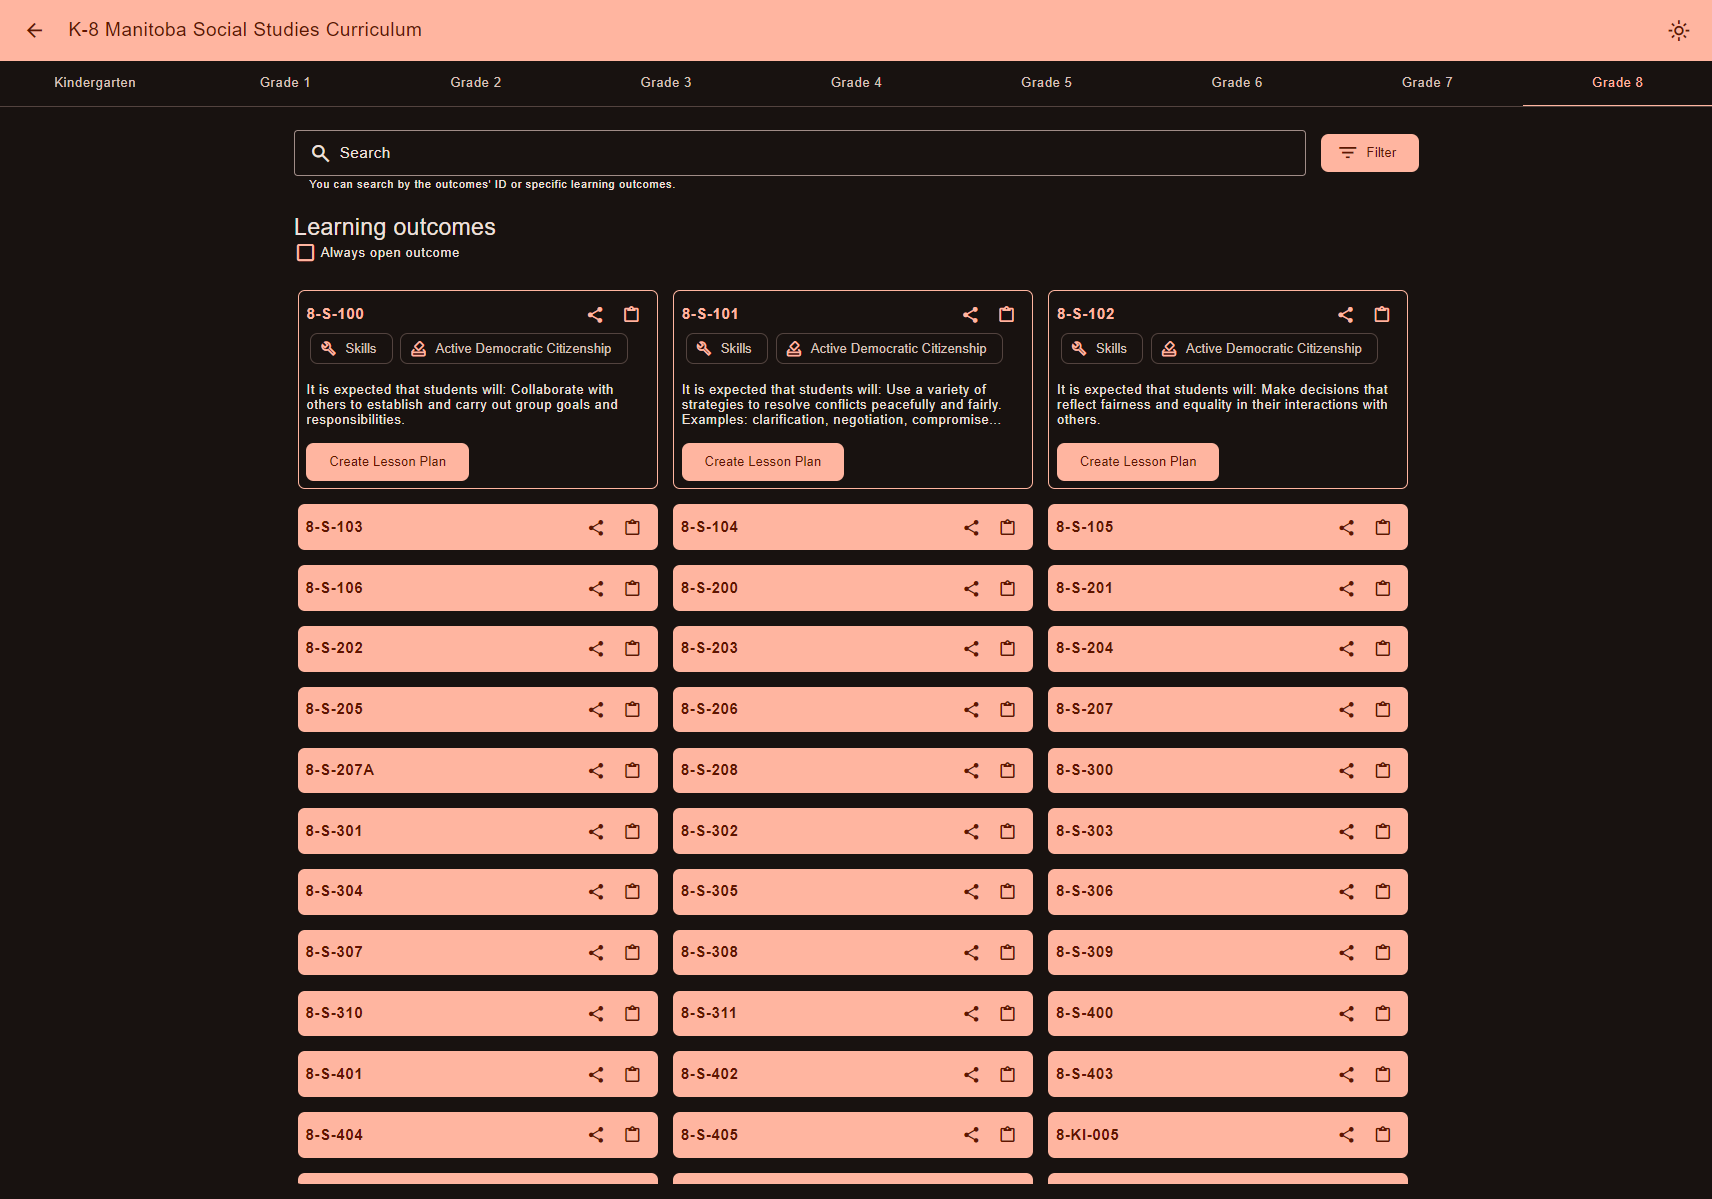 K-8 Manitoba Social Studies Curriculum
Kindergarten
Grade 1
Grade 2
Grade 3
Grade 4
Grade 5
Grade 6
Grade 7
Grade 8
Search
Filter
You can search by the outcomes' ID or specific learning outcomes.
Learning outcomes
Always open outcome
8-S-100
Skills
Active Democratic Citizenship
It is expected that students will: Collaborate with
others to establish and carry out group goals and
responsibilities.
Create Lesson Plan
8-S-101
Skills
Active Democratic Citizenship
It is expected that students will: Use a variety of
strategies to resolve conflicts peacefully and fairly.
Examples: clarification, negotiation, compromise...
Create Lesson Plan
8-S-102
Skills
Active Democratic Citizenship
It is expected that students will: Make decisions that
reflect fairness and equality in their interactions with
others.
Create Lesson Plan
8-S-103
8-S-104
8-S-105
8-S-106
8-S-200
8-S-201
8-S-202
8-S-203
8-S-204
8-S-205
8-S-206
8-S-207
8-S-207A
8-S-208
8-S-300
8-S-301
8-S-302
8-S-303
8-S-304
8-S-305
8-S-306
8-S-307
8-S-308
8-S-309
8-S-310
8-S-311
8-S-400
8-S-401
8-S-402
8-S-403
8-S-404
8-S-405
8-KI-005